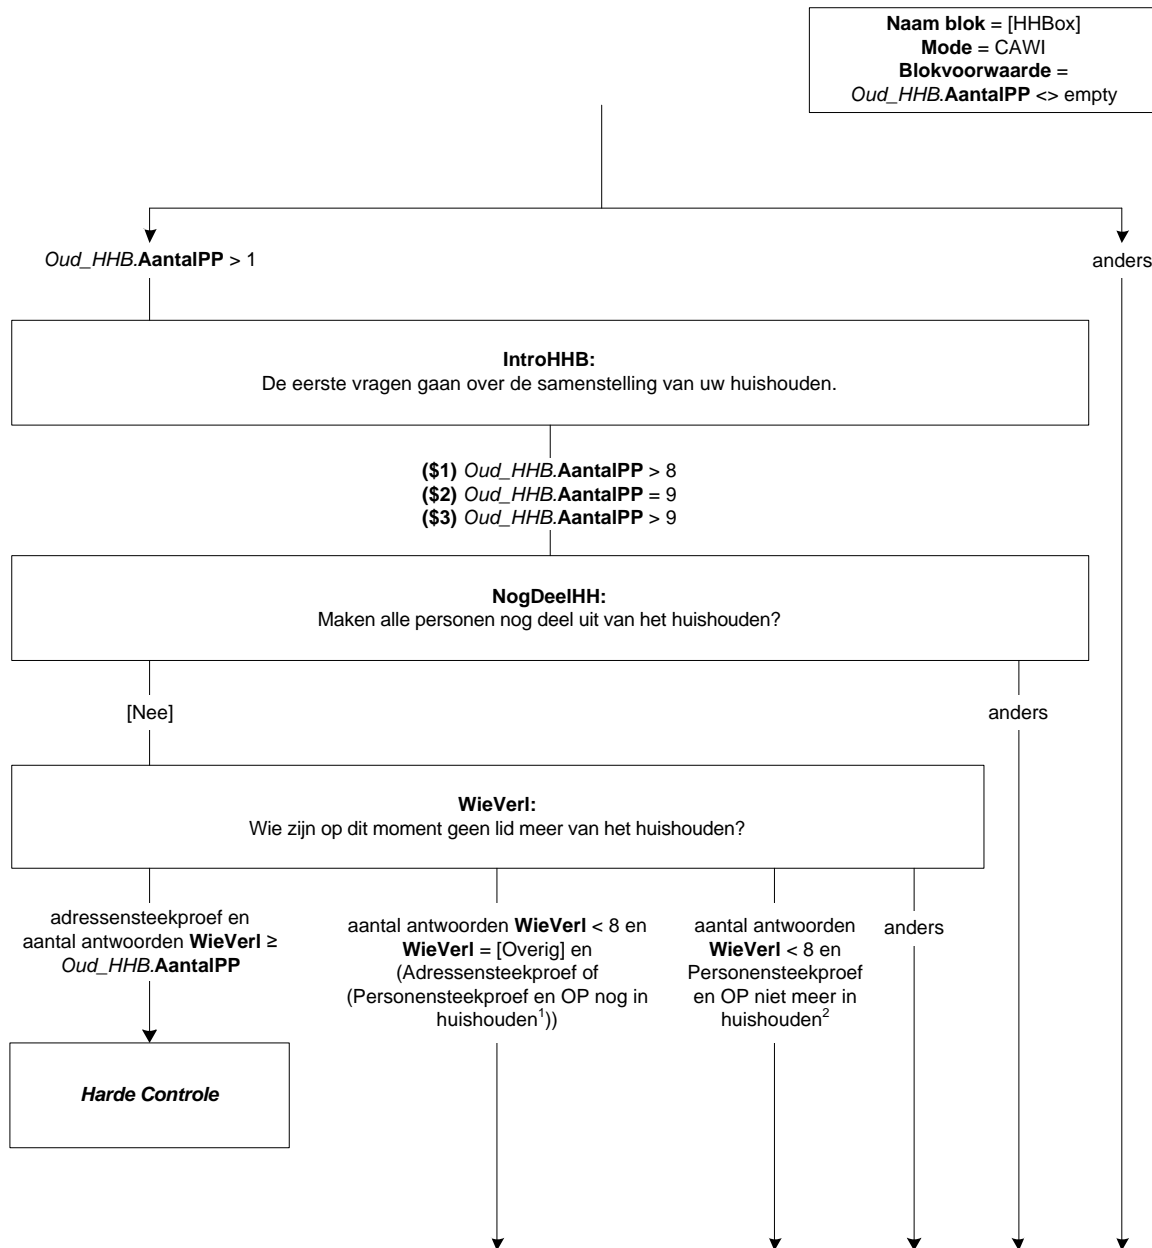 Naam blok = [HHBox]
Mode = CAWI
Blokvoorwaarde =
Oud_HHB.AantalPP <> empty
Oud_HHB.AantalPP > 1
anders
IntroHHB:
De eerste vragen gaan over de samenstelling van uw huishouden.
($1) Oud_HHB.AantalPP > 8
($2) Oud_HHB.AantalPP = 9
($3) Oud_HHB.AantalPP > 9
NogDeelHH:
Maken alle personen nog deel uit van het huishouden?
[Nee]
anders
WieVerl:
Wie zijn op dit moment geen lid meer van het huishouden?
adressensteekproef en
aantal antwoorden WieVerl ≥
Oud_HHB.AantalPP
aantal antwoorden WieVerl < 8 en
WieVerl = [Overig] en
(Adressensteekproef of
(Personensteekproef en OP nog in
huishouden¹))
aantal antwoorden
WieVerl < 8 en
Personensteekproef
en OP niet meer in
huishouden²
anders
Harde Controle